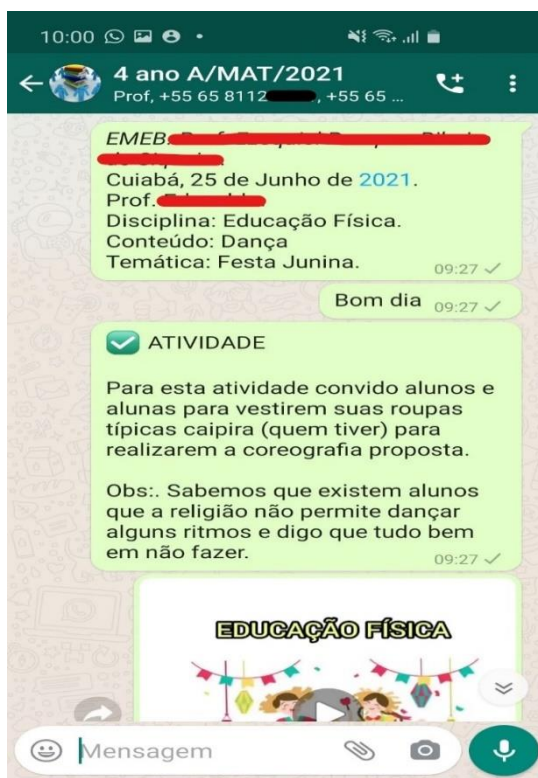 10:00
4 ano A/MAT/2021
Prof, +55 65 8112 , +55 65 ...
EMEB.
Cuiabá, 25 de Junho de 2021.
Prof.
Disciplina: Educação Física.
Conteúdo: Dança
Temática: Festa Junina.
09:27
Bom dia
09:27
ATIVIDADE
Para esta atividade convido alunos e
alunas para vestirem suas roupas
típicas caipira (quem tiver) para
realizarem a coreografia proposta.
Obs:. Sabemos que existem alunos
que a religião não permite dançar
alguns ritmos e digo que tudo bem
em não fazer.
09:27
EDUCAÇÃO FÍSICA
Mensagem